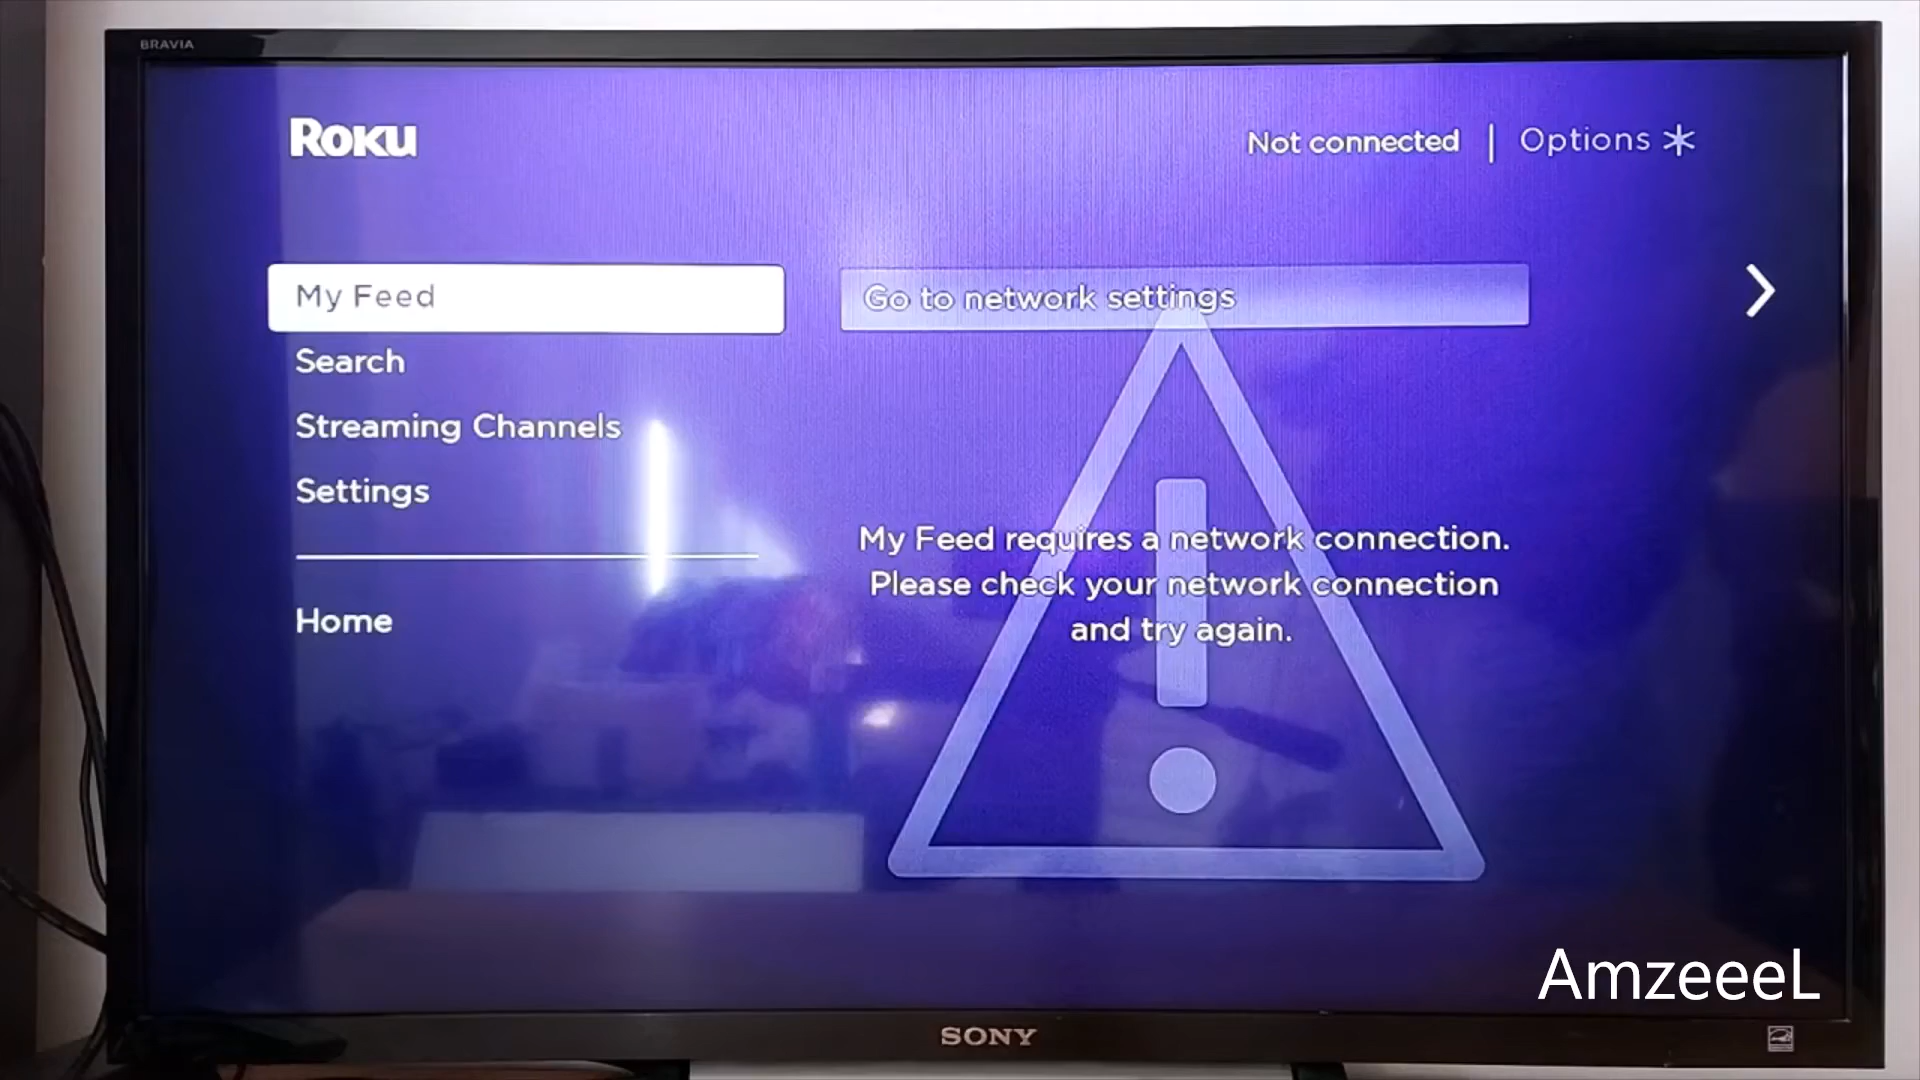 BRAVIA
Roku
Not connected | Options *
My Feed
Go to network settings
Search
Streaming Channels
Settings
My Feed requires a network connection.
Please check your network connection
and try again.
Home
AmzeeeL
SONY